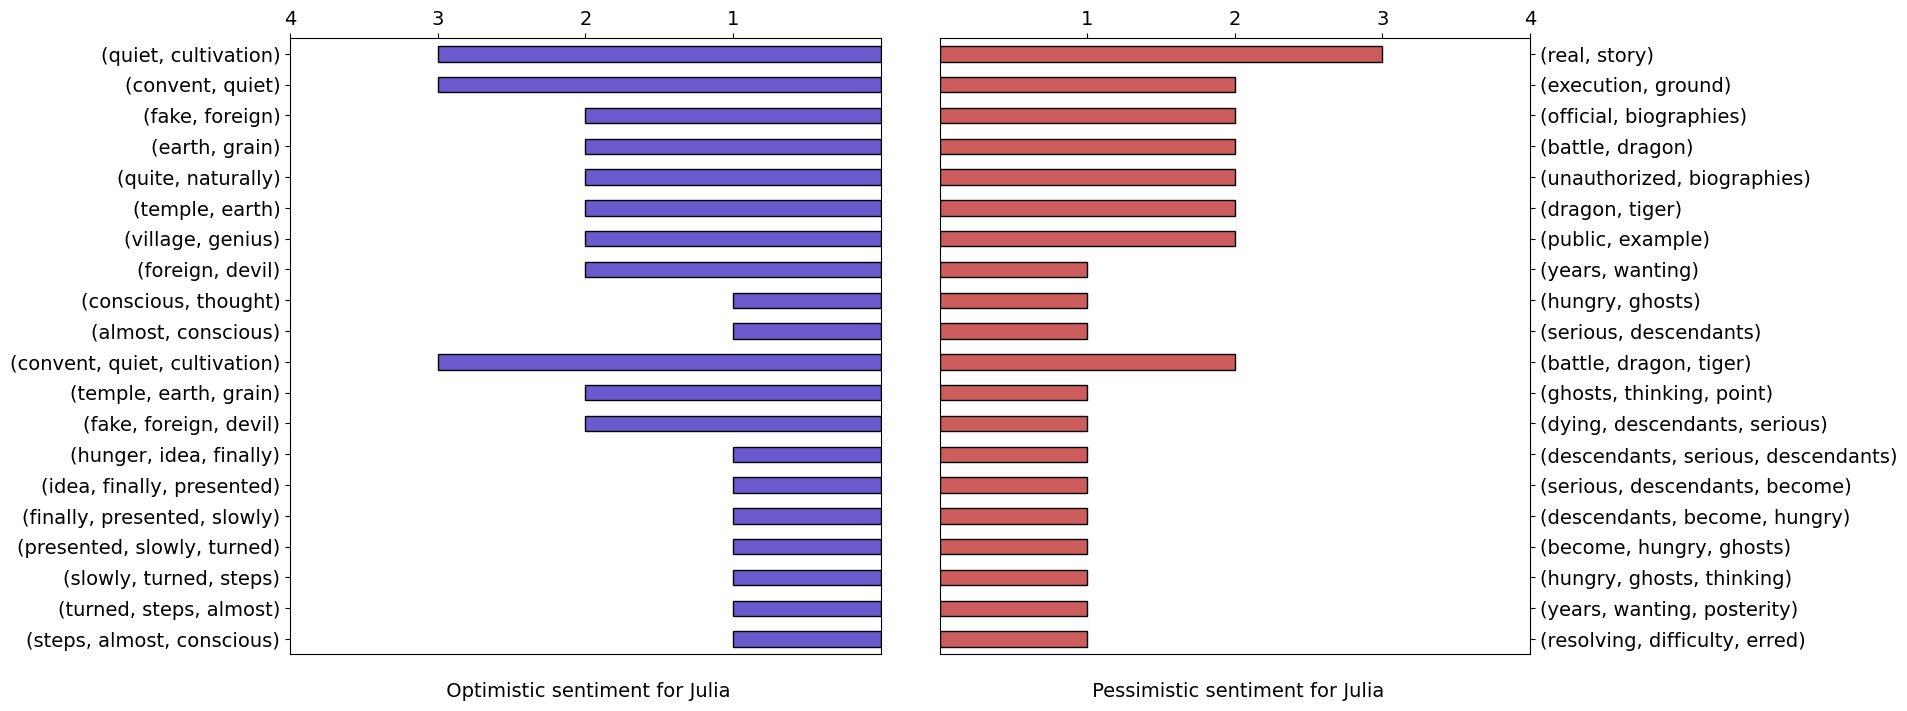 4 3 2 1 1 2 3 4
(quiet, cultivation) (real, story)
(convent, quiet) (execution, ground)
(fake, foreign) (official, biographies)
(earth, grain) (battle, dragon)
(quite, naturally) (unauthorized, biographies)
(temple, earth) (dragon, tiger)
(village, genius) (public, example)
(foreign, devil) (years, wanting)
(conscious, thought) (hungry, ghosts)
(almost, conscious) (serious, descendants)
(convent, quiet, cultivation) (battle, dragon, tiger)
(temple, earth, grain) (ghosts, thinking, point)
(fake, foreign, devil) (dying, descendants, serious)
(hunger, idea, finally) (descendants, serious, descendants)
(idea, finally, presented) (serious, descendants, become)
(finally, presented, slowly) (descendants, become, hungry)
(presented, slowly, turned) (become, hungry, ghosts)
(slowly, turned, steps) (hungry, ghosts, thinking)
(turned, steps, almost) (years, wanting, posterity)
(steps, almost, conscious) (resolving, difficulty, erred)
Optimistic sentiment for Julia Pessimistic sentiment for Julia